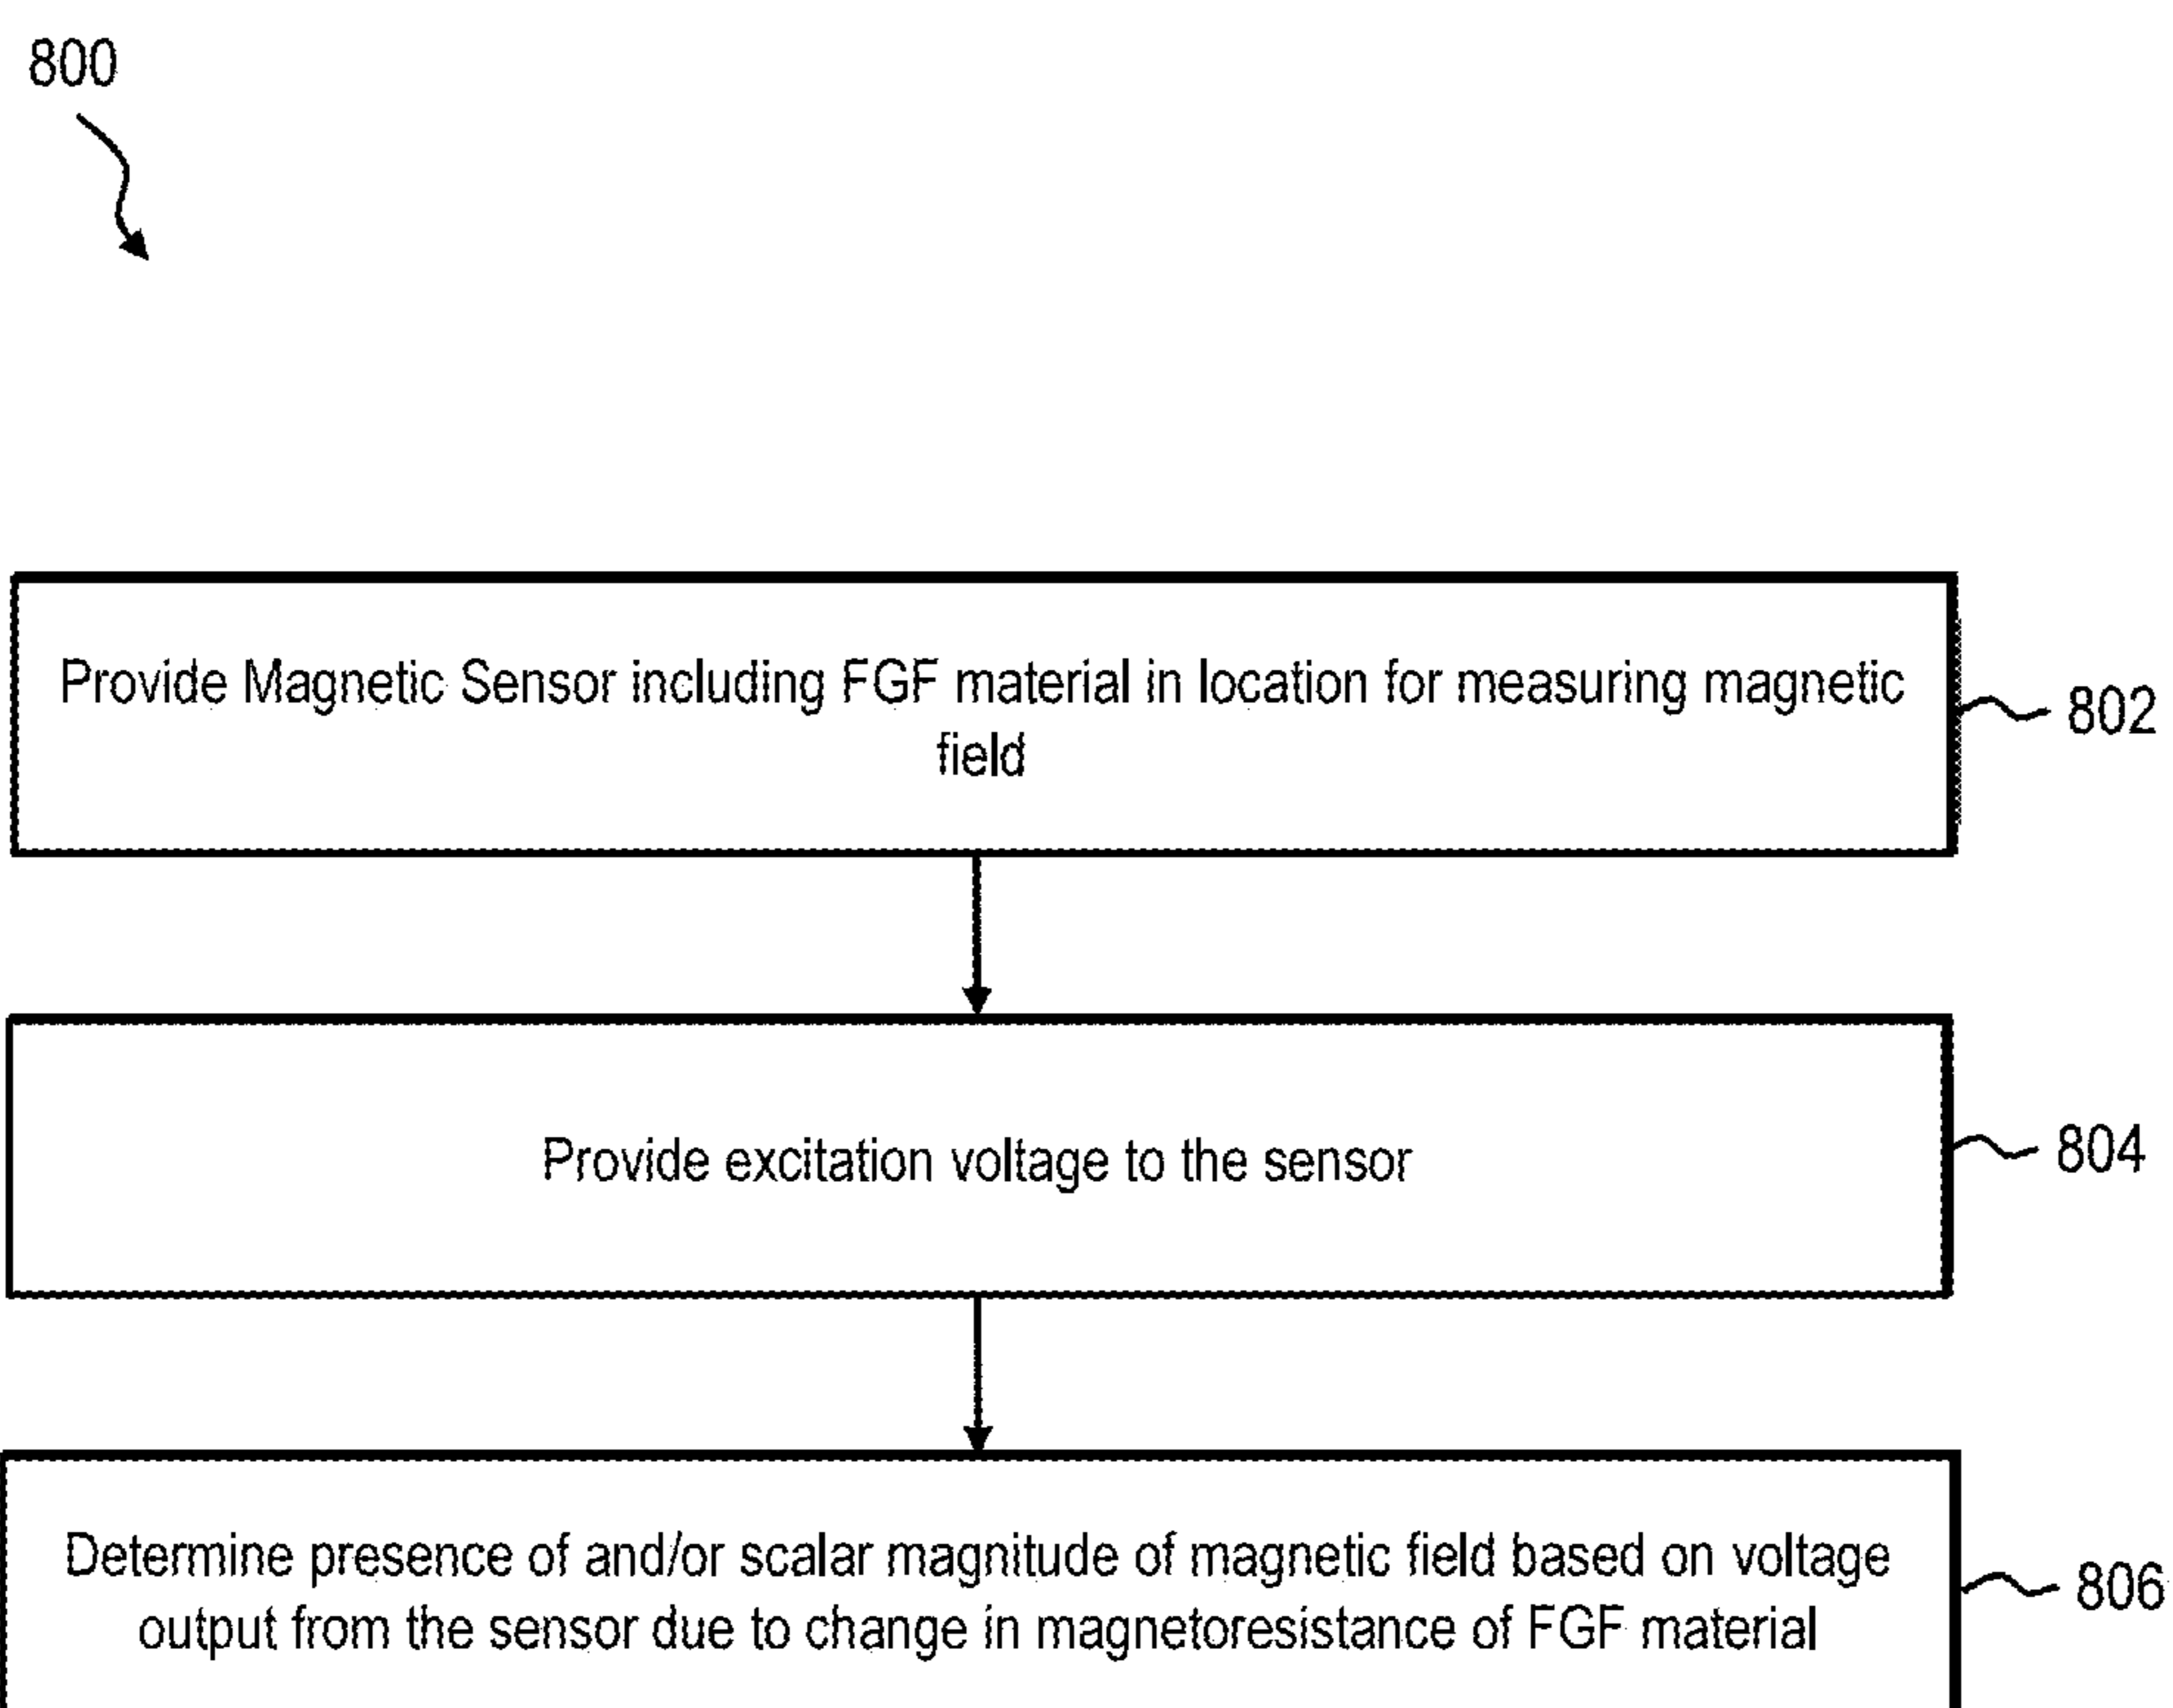 800
Provide Magnetic Sensor including FGF material in location for measuring magnetic
field
802
Provide excitation voltage to the sensor
804
Determine presence of and/or scalar magnitude of magnetic field based on voltage
output from the sensor due to change in magnetoresistance of FGF material
806